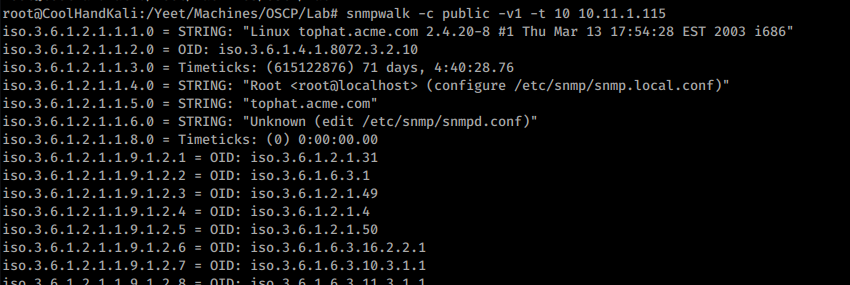 root@CoolHandKali:/Yeet/Machines/OSCP/Lab# snmpwalk -c public -v1 -t 10 10.11.1.115
iso.3.6.1.2.1.1.1.0 = STRING: "Linux tophat.acme.com 2.4.20-8 #1 Thu Mar 13 17:54:28 EST 2003 i686"
iso.3.6.1.2.1.1.2.0 = OID: iso.3.6.1.4.1.8072.3.2.10
iso.3.6.1.2.1.1.3.0 = Timeticks: (615122876) 71 days, 4:40:28.76
iso.3.6.1.2.1.1.4.0 = STRING: "Root <root@localhost> (configure /etc/snmp/snmp.local.conf)"
iso.3.6.1.2.1.1.5.0 = STRING: "tophat.acme.com"
iso.3.6.1.2.1.1.6.0 = STRING: "Unknown (edit /etc/snmp/snmpd.conf)"
iso.3.6.1.2.1.1.8.0 = Timeticks: (0) 0:00:00.00
iso.3.6.1.2.1.1.9.1.2.1 = OID: iso.3.6.1.2.1.31
iso.3.6.1.2.1.1.9.1.2.2 = OID: iso.3.6.1.6.3.1
iso.3.6.1.2.1.1.9.1.2.3 = OID: iso.3.6.1.2.1.49
iso.3.6.1.2.1.1.9.1.2.4 = OID: iso.3.6.1.2.1.4
iso.3.6.1.2.1.1.9.1.2.5 = OID: iso.3.6.1.2.1.50
iso.3.6.1.2.1.1.9.1.2.6 = OID: iso.3.6.1.6.3.16.2.2.1
iso.3.6.1.2.1.1.9.1.2.7 = OID: iso.3.6.1.6.3.10.3.1.1
iso.3.6.1.2.1.1.9.1.2.8 = OID: iso.3.6.1.6.3.11.3.1.1